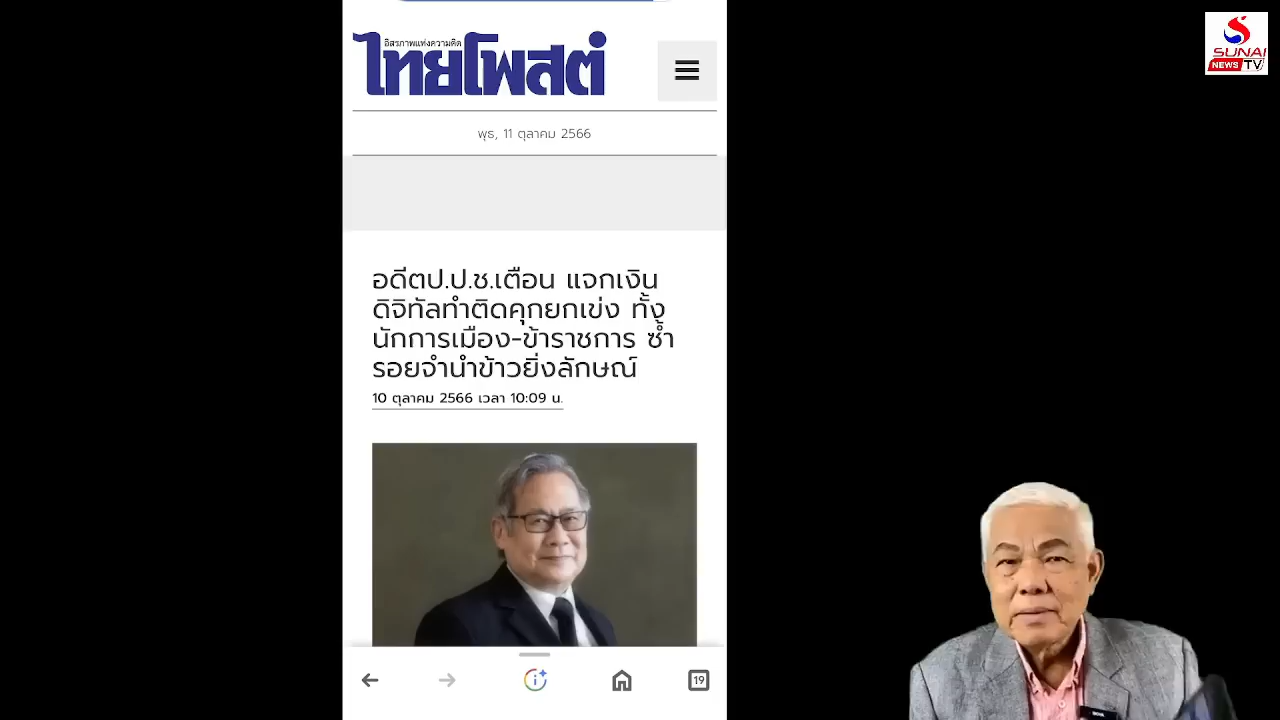 อิสรภาพแห่งความคิด
ไทยโพสต์
พุธ, 11 ตุลาคม 2566
อดีตป.ป.ช.เตือน แจกเงิน
ดิจิทัลทำติดคุกยกเข่ง ทั้ง
นักการเมือง-ข้าราชการ ซ้ำ
รอยจำนำข้าวยิ่งลักษณ์
10 ตุลาคม 2566 เวลา 10:09 น.
19
SUNAI
NEWS TV